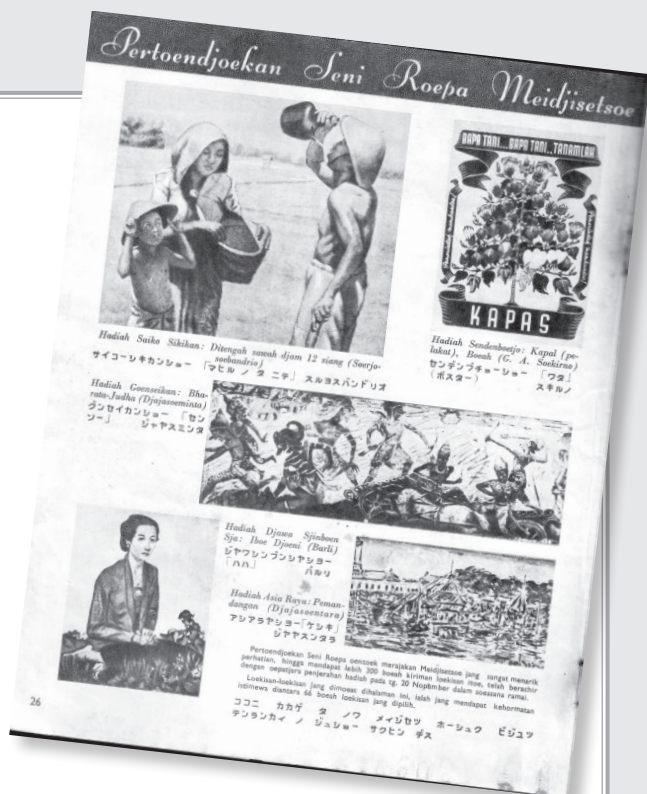 Pertoendjoekan Seni Roepa Meidjisetsoe
BAPA TANI...BAPA TANI..TANAMLAH
KAPAS
Hadiah Saiko Sikikan: Ditengah sawah djam 12 siang (Soerjo-
soebandrio)
サイコーシキカンショー 「マヒル ノ タ ニテ」 スルヨスバンドリオ
Hadiah Sendenboetjo: Kapal (pe-
lakat), Boeah (G. A. Soekirno)
センデンブチョーショー 「ワタ」
(ポスター) スキルノ
Hadiah Goenseikan: Bha-
rata-Judha (Djajasoeminta)
グンセイカンショー 「セン
ソー」 ジャヤスミンタ
Hadiah Djawa Sjinboen
Sja: Iboe Djoeni (Barli)
ジャワシンブンシャショー
「ハハ」 バルリ
Hadiah Asia Raya: Peman-
dangan (Djajasoentara)
アシアラヤショー「ケシキ」
ジャヤスンタラ
Pertoendjoekan Seni Roepa oentoek merajakan Meidjisetsoe jang sangat menarik
perhatian, hingga mendapat lebih 300 boeah kiriman loekisan itoe, telah berachir
dengan oepatjara penjerahan hadiah pada tg. 20 Nopémber dalam soeasana ramai.
Loekisan-loekisan jang dimoeat dihalaman ini, ialah jang mendapat kehormatan
istimewa diantara 66 boeah loekisan jang dipilih.
ココニ カカゲ タ ノワ メイジセツ ホーシュク ビジュツ
テンランカイ ノ ジュショー サクヒン デス
26